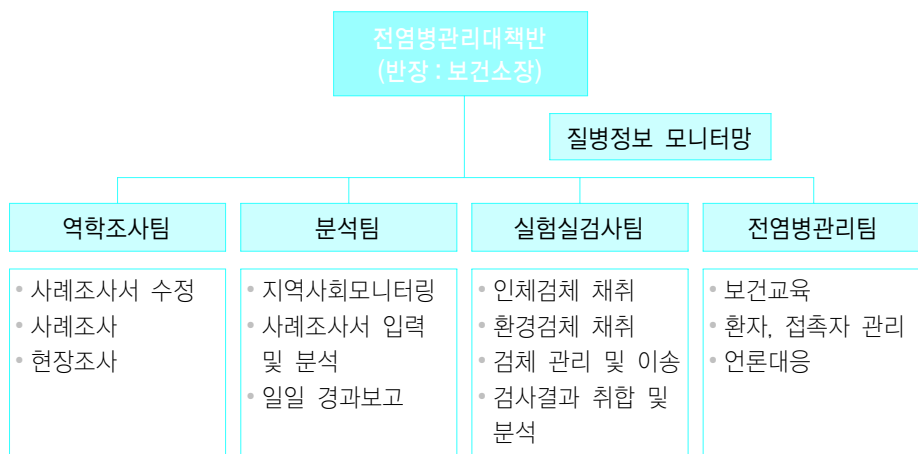 전염병관리대책반
(반장 : 보건소장)
질병정보 모니터망
역학조사팀
• 사례조사서 수정
• 사례조사
• 현장조사
분석팀
• 지역사회모니터링
• 사례조사서 입력
및 분석
• 일일 경과보고
실험실검사팀
• 인체검체 채취
• 환경검체 채취
• 검체 관리 및 이송
• 검사결과 취합 및
분석
전염병관리팀
• 보건교육
• 환자, 접촉자 관리
• 언론대응